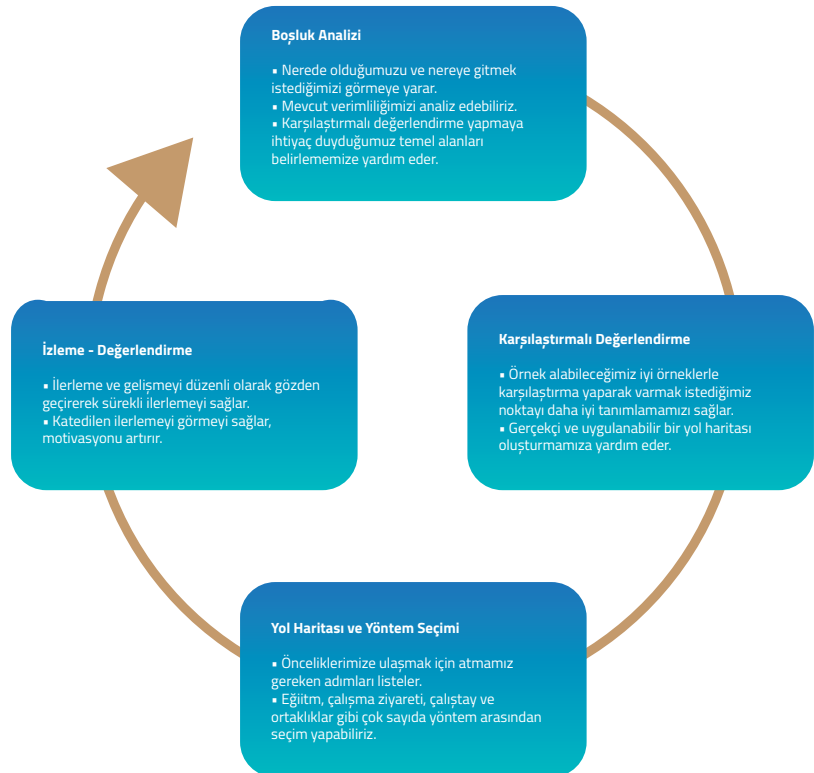 Boşluk Analizi
▪ Nerede olduğumuzu ve nereye gitmek
istediğimizi görmeye yarar.
▪ Mevcut verimliliğimizi analiz edebiliriz.
▪ Karşılaştırmalı değerlendirme yapmaya
ihtiyaç duyduğumuz temel alanları
belirlememize yardım eder.
Karşılaştırmalı Değerlendirme
▪ Örnek alabileceğimiz iyi örneklerle
karşılaştırma yaparak varmak istediğimiz
noktayı daha iyi tanımlamamızı sağlar.
▪ Gerçekçi ve uygulanabilir bir yol haritası
oluşturmamıza yardım eder.
Yol Haritası ve Yöntem Seçimi
▪ Önceliklerimize ulaşmak için atmamız
gereken adımları listeler.
▪ Eğiitm, çalışma ziyareti, çalıştay ve
ortaklıklar gibi çok sayıda yöntem arasından
seçim yapabiliriz.
İzleme - Değerlendirme
▪ İlerleme ve gelişmeyi düzenli olarak gözden
geçirerek sürekli ilerlemeyi sağlar.
▪ Katedilen ilerlemeyi görmeyi sağlar,
motivasyonu artırır.